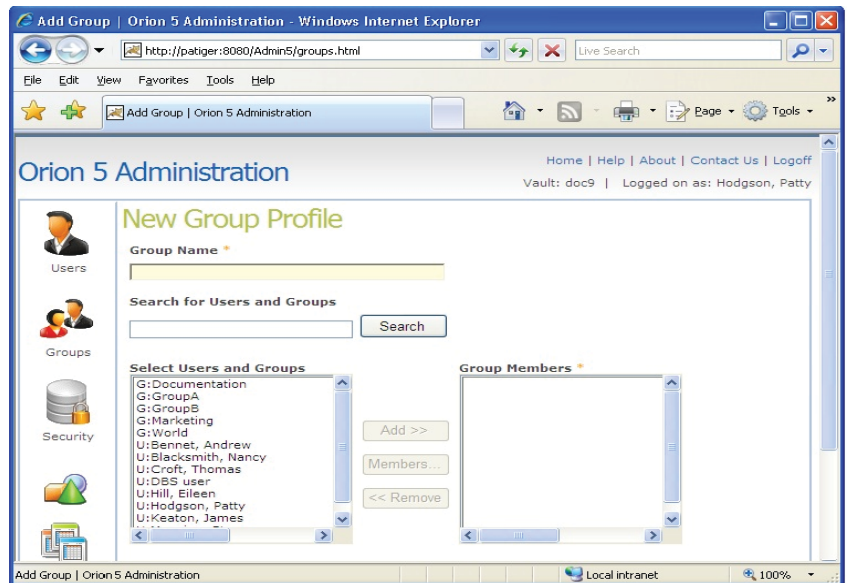 Add Group | Orion 5 Administration - Windows Internet Explorer
http://patiger:8080/Admin5/groups.html
Live Search
File Edit View Favorites Tools Help
Add Group | Orion 5 Administration
Page Tools »
Orion 5 Administration
Home | Help | About | Contact Us | Logoff
Vault: doc9 | Logged on as: Hodgson, Patty
Users
Groups
Security
New Group Profile
Group Name *
Search for Users and Groups
Search
Select Users and Groups
G:Documentation
G:GroupA
G:GroupB
G:Marketing
G:World
U:Bennet, Andrew
U:Blacksmith, Nancy
U:Croft, Thomas
U:DBS user
U:Hill, Eileen
U:Hodgson, Patty
U:Keaton, James
Add >>
Members...
<< Remove
Group Members *
Add Group | Orion 5 Administration
Local intranet
100%